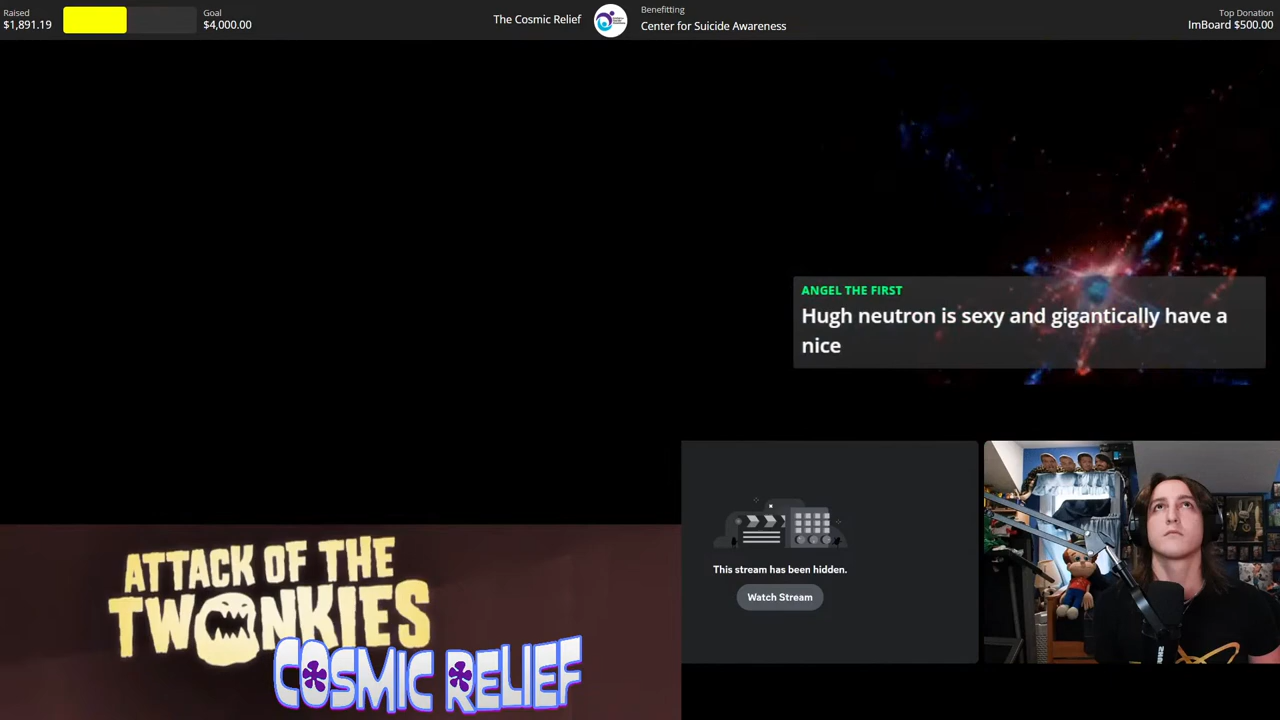 Raised
$1,891.19
Goal
$4,000.00
The Cosmic Relief
Benefitting
Center for Suicide Awareness
Top Donation
ImBoard $500.00
ANGEL THE FIRST
Hugh neutron is sexy and gigantically have a
nice
This stream has been hidden.
Watch Stream
ATTACK OF THE
TWONKIES
COSMIC RELIEF